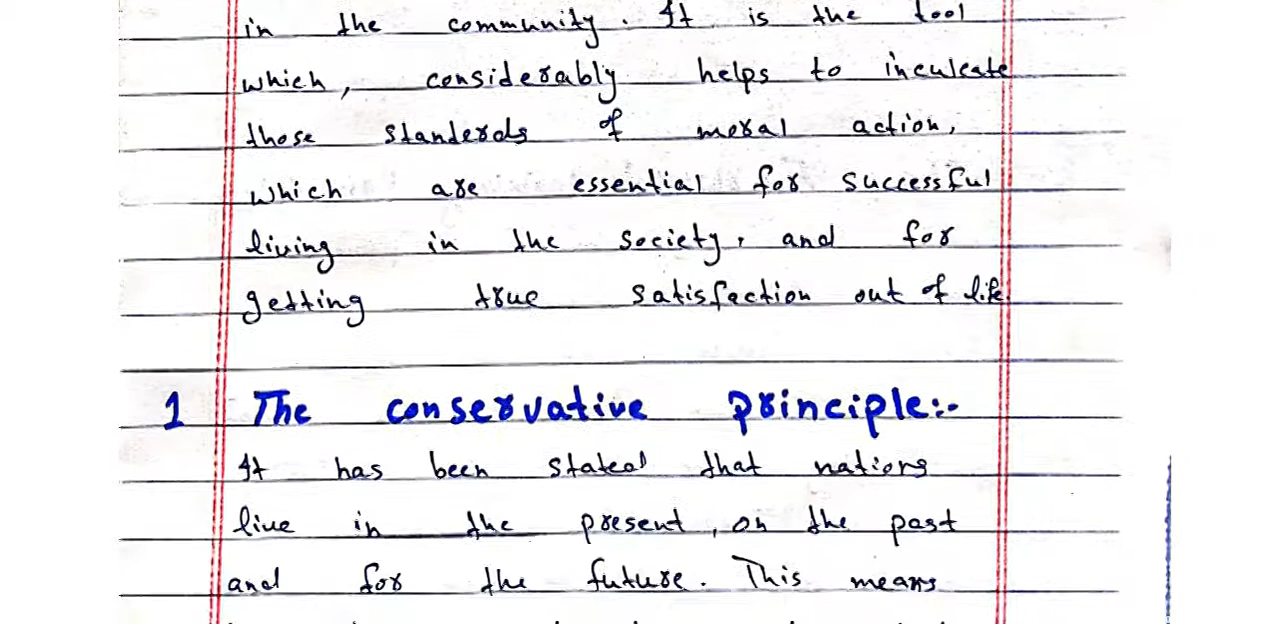 in the community. It is the tool
which, considerably helps to inculcate
those standerds of moral action,
which are essential for successful
living in the society, and for
getting true satisfaction out of life
1 The conservative principle:-
It has been stated that nations
live in the present, on the past
and for the future. This means